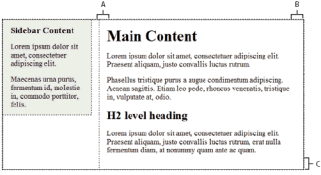 A
B
Sidebar Content
Lorem ipsum dolor sit
amet, consectetuer
adipiscing elit.
Maecenas urna purus,
fermentum id, molestie
in, commodo porttitor,
felis.
Main Content
Lorem ipsum dolor sit amet, consectetuer adipiscing elit.
Praesent aliquam, justo convallis luctus rutrum.
Phasellus tristique purus a augue condimentum adipiscing.
Aenean sagittis. Etiam leo pede, rhoncus venenatis, tristique
in, vulputate at, odio.
H2 level heading
Lorem ipsum dolor sit amet, consectetuer adipiscing elit.
Praesent aliquam, justo convallis luctus rutrum, erat nulla
fermentum diam, at nonummy quam ante ac quam.
C